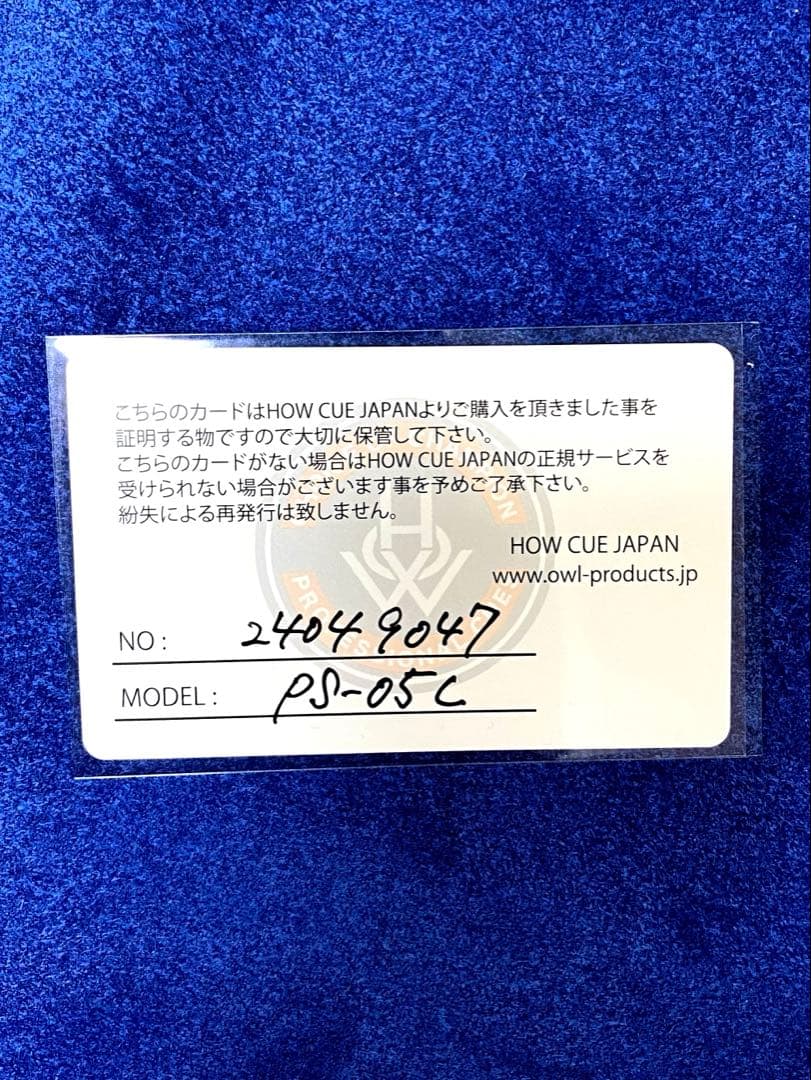 こちらのカードはHOW CUE JAPANよりご購入を頂きました事を
証明する物ですので大切に保管して下さい。
こちらのカードがない場合はHOW CUE JAPANの正規サービスを
受けられない場合がございます事を予めご了承下さい。
紛失による再発行は致しません。
HOW CUE JAPAN
www.owl-products.jp
NO : 24049047
MODEL : PS-05C
HOW